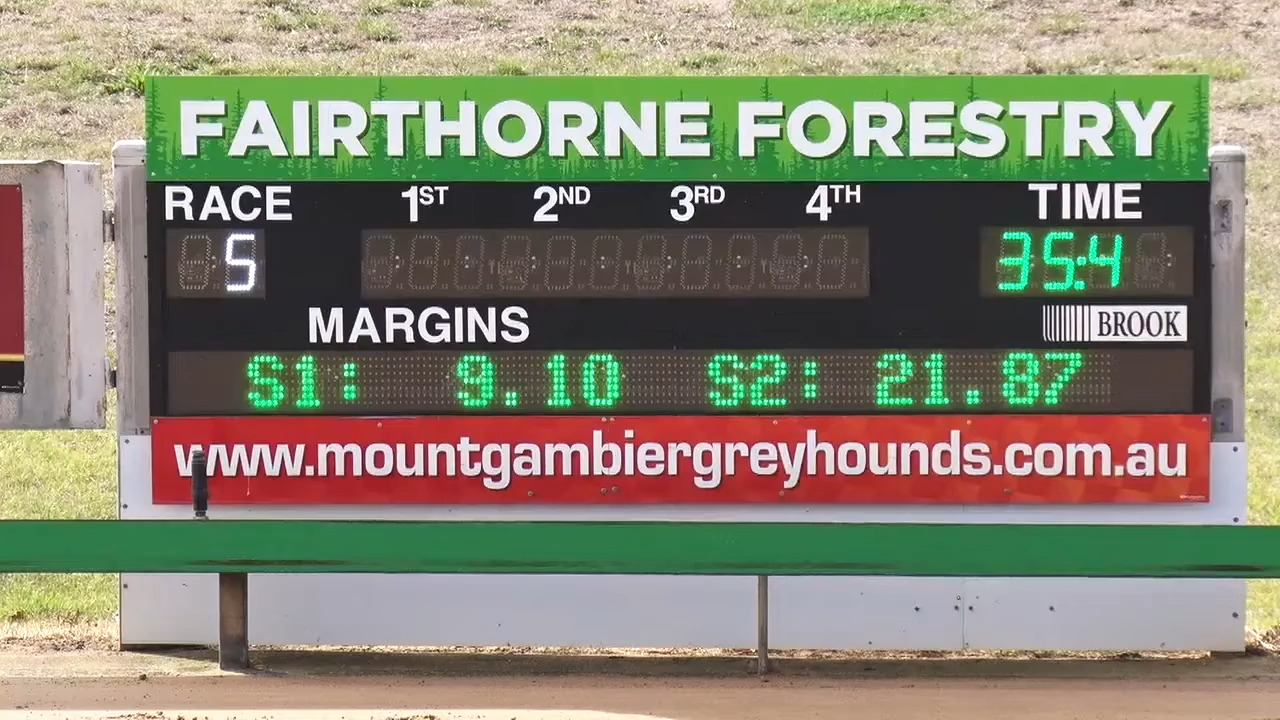 FAIRTHORNE FORESTRY
RACE 1ST 2ND 3RD 4TH TIME
5 35:4
MARGINS BROOK
S1: 9.10 S2: 21.87
www.mountgambiergreyhounds.com.au